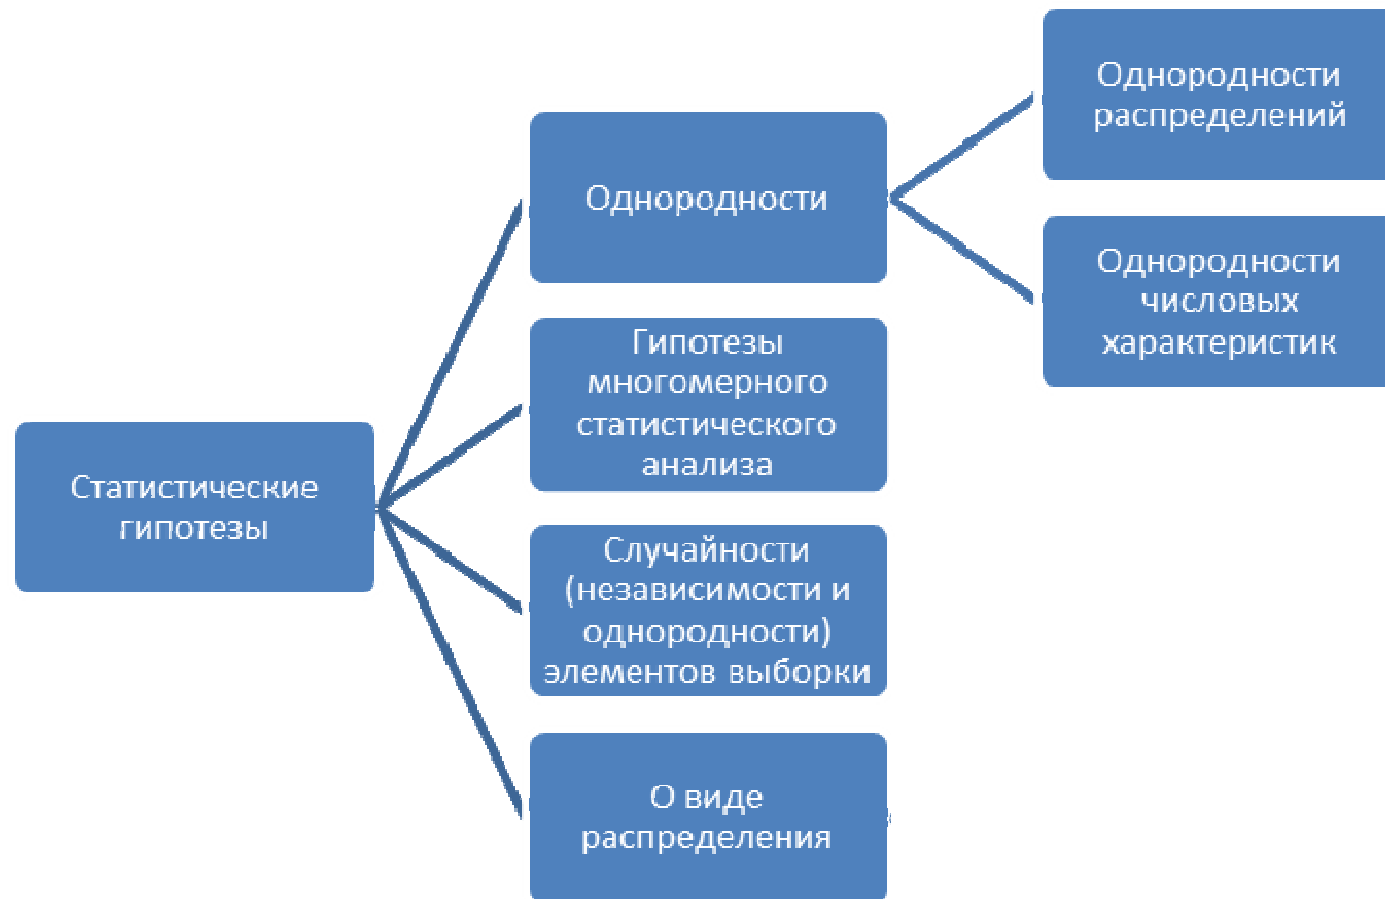 Статистические
гипотезы
Однородности
Гипотезы
многомерного
статистического
анализа
Случайности
(независимости и
однородности)
элементов выборки
О виде
распределения
Однородности
распределений
Однородности
числовых
характеристик